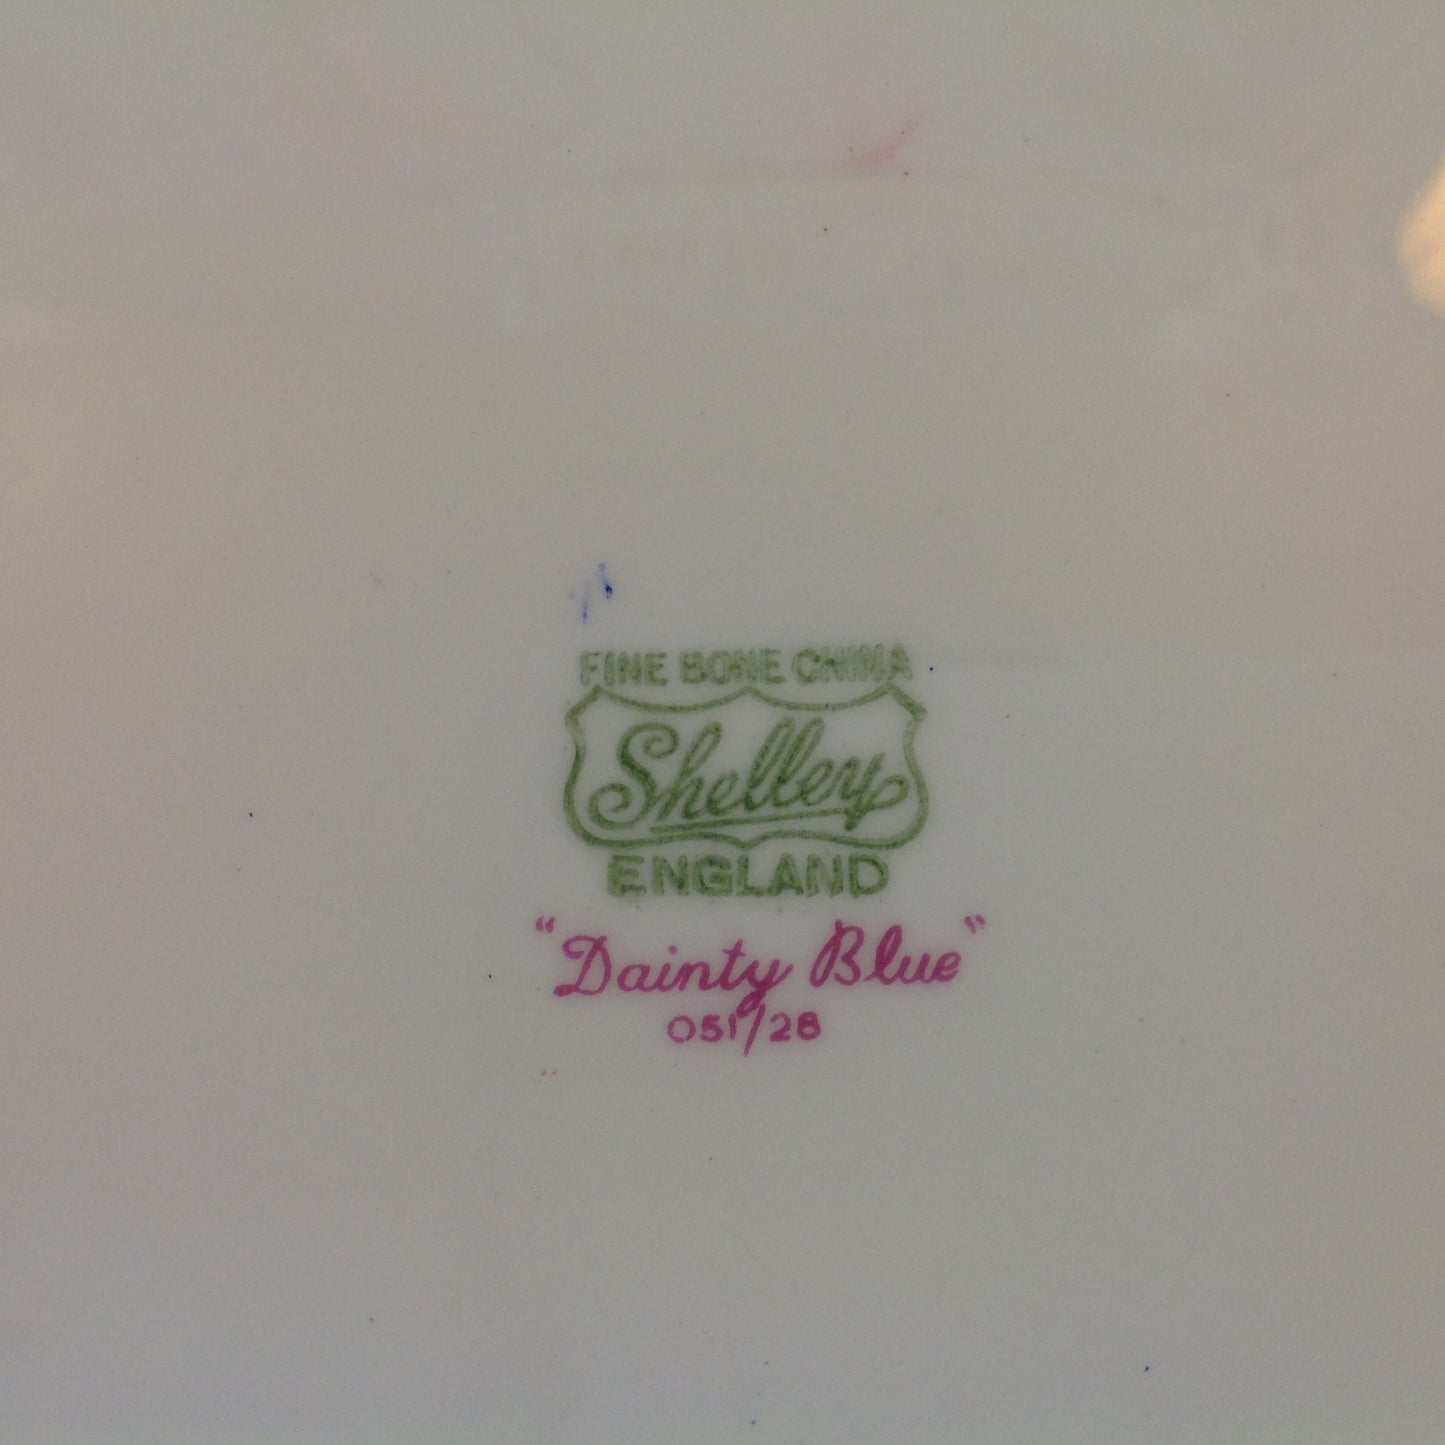 FINE BONE CHINA
Shelley
ENGLAND
"Dainty Blue"
051/28